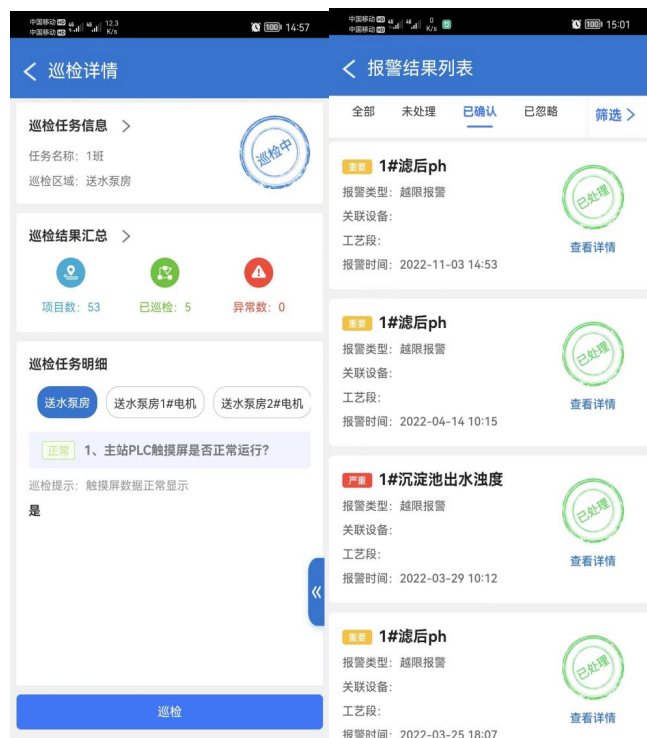 中国移动 HD 46 46 12.3
中国移动 HD K/s
100 14:57
巡检详情
巡检任务信息 >
任务名称: 1班
巡检区域: 送水泵房
巡检中
巡检结果汇总 >
项目数: 53 已巡检: 5 异常数: 0
巡检任务明细
送水泵房 送水泵房1#电机 送水泵房2#电机
正常 1、主站PLC触摸屏是否正常运行?
巡检提示: 触摸屏数据正常显示
是
«
巡检
中国移动 HD 46 46 0
中国移动 HD K/s
100 15:01
报警结果列表
全部 未处理 已确认 已忽略 筛选 >
重要 1#滤后ph
报警类型: 越限报警
关联设备:
工艺段:
报警时间: 2022-11-03 14:53
已处理
查看详情
重要 1#滤后ph
报警类型: 越限报警
关联设备:
工艺段:
报警时间: 2022-04-14 10:15
已处理
查看详情
严重 1#沉淀池出水浊度
报警类型: 越限报警
关联设备:
工艺段:
报警时间: 2022-03-29 10:12
已处理
查看详情
重要 1#滤后ph
报警类型: 越限报警
关联设备:
工艺段:
报警时间: 2022-03-25 18:07
已处理
查看详情